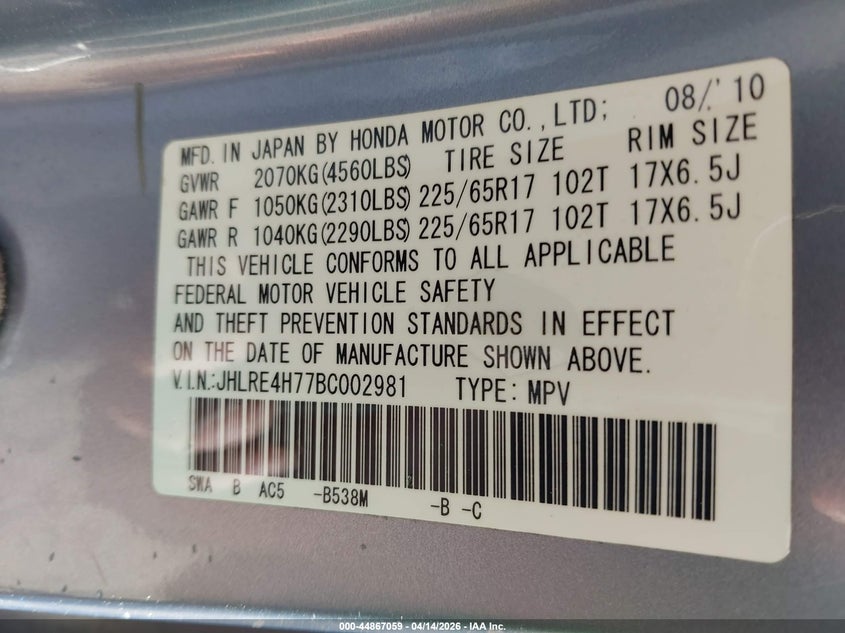 MFD. IN JAPAN BY HONDA MOTOR CO.,LTD; 08/.'10
GVWR 2070KG(4560LBS) TIRE SIZE RIM SIZE
GAWR F 1050KG(2310LBS) 225/65R17 102T 17X6.5J
GAWR R 1040KG(2290LBS) 225/65R17 102T 17X6.5J
THIS VEHICLE CONFORMS TO ALL APPLICABLE
FEDERAL MOTOR VEHICLE SAFETY
AND THEFT PREVENTION STANDARDS IN EFFECT
ON THE DATE OF MANUFACTURE SHOWN ABOVE.
V.I.N.:JHLRE4H77BC002981 TYPE: MPV
SWA B AC5 -B538M -B -C
000-44867059 - 04/14/2026 - IAA Inc.